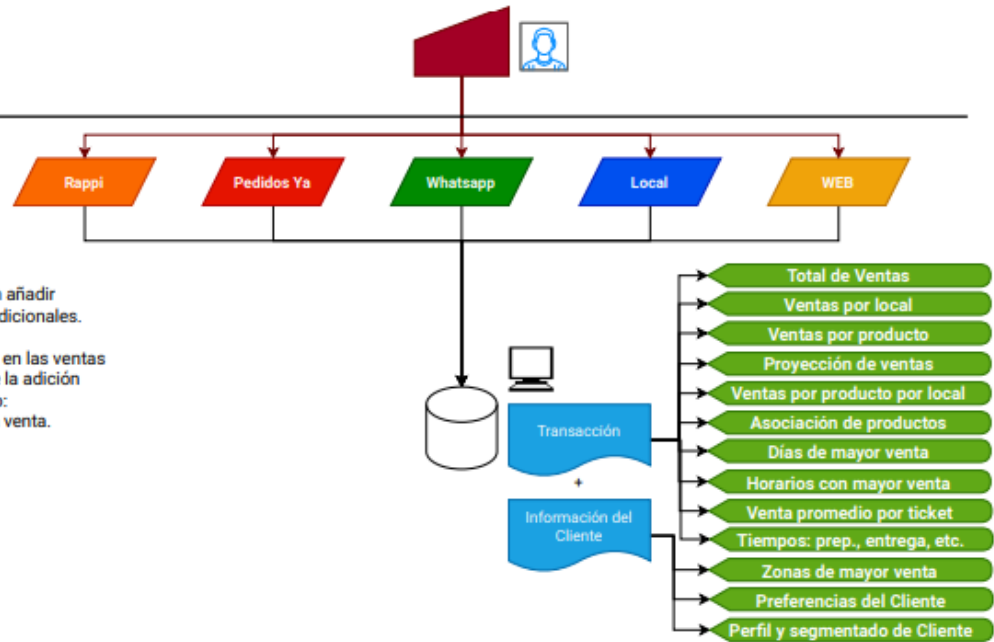 Rappi
Pedidos Ya
Whatsapp
Local
WEB
añadir
dicionales.
en las ventas
la adición
o:
venta.
Transacción
+
Información del
Cliente
Total de Ventas
Ventas por local
Ventas por producto
Proyección de ventas
Ventas por producto por local
Asociación de productos
Días de mayor venta
Horarios con mayor venta
Venta promedio por ticket
Tiempos: prep., entrega, etc.
Zonas de mayor venta
Preferencias del Cliente
Perfil y segmentado de Cliente